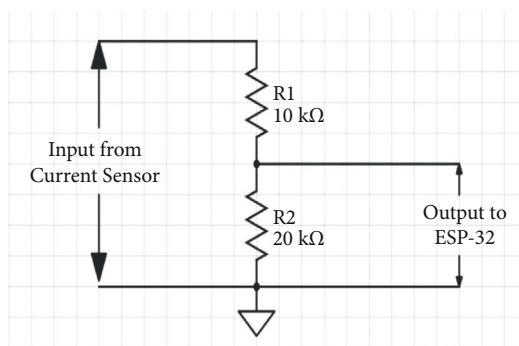 R1
10 kΩ
Input from
Current Sensor
R2
20 kΩ
Output to
ESP-32